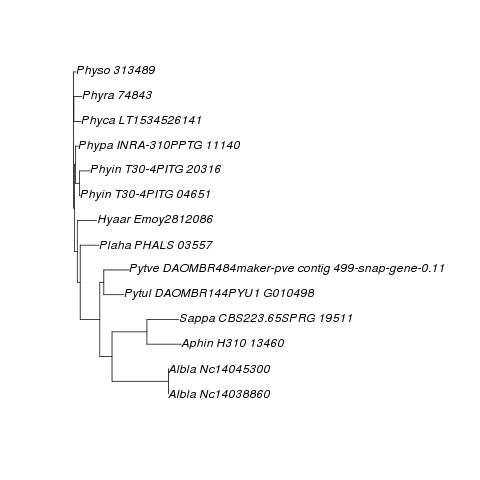 Physo 313489
Phyra 74843
Phyca LT1534526141
Phypa INRA-310PPTG 11140
Phyin T30-4PITG 20316
Phyin T30-4PITG 04651
Hyaar Emoy2812086
Plaha PHALS 03557
Pytve DAOMBR484maker-pve contig 499-snap-gene-0.11
Pytul DAOMBR144PYU1 G010498
Sappa CBS223.65SPRG 19511
Aphin H310 13460
Albla Nc14045300
Albla Nc14038860